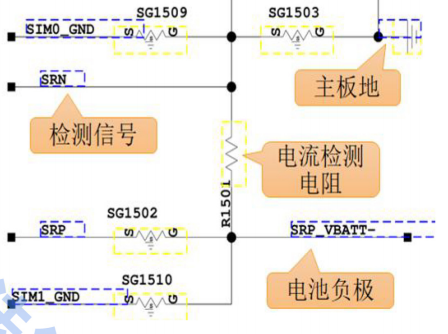 SG1509
SG1503
SIM0_GND
S
G
S
G
主板地
SRN
检测信号
电流检测
电阻
R1501
SG1502
SRP
S
G
SRP_VBATT-
SG1510
SIM1_GND
S
G
电池负极